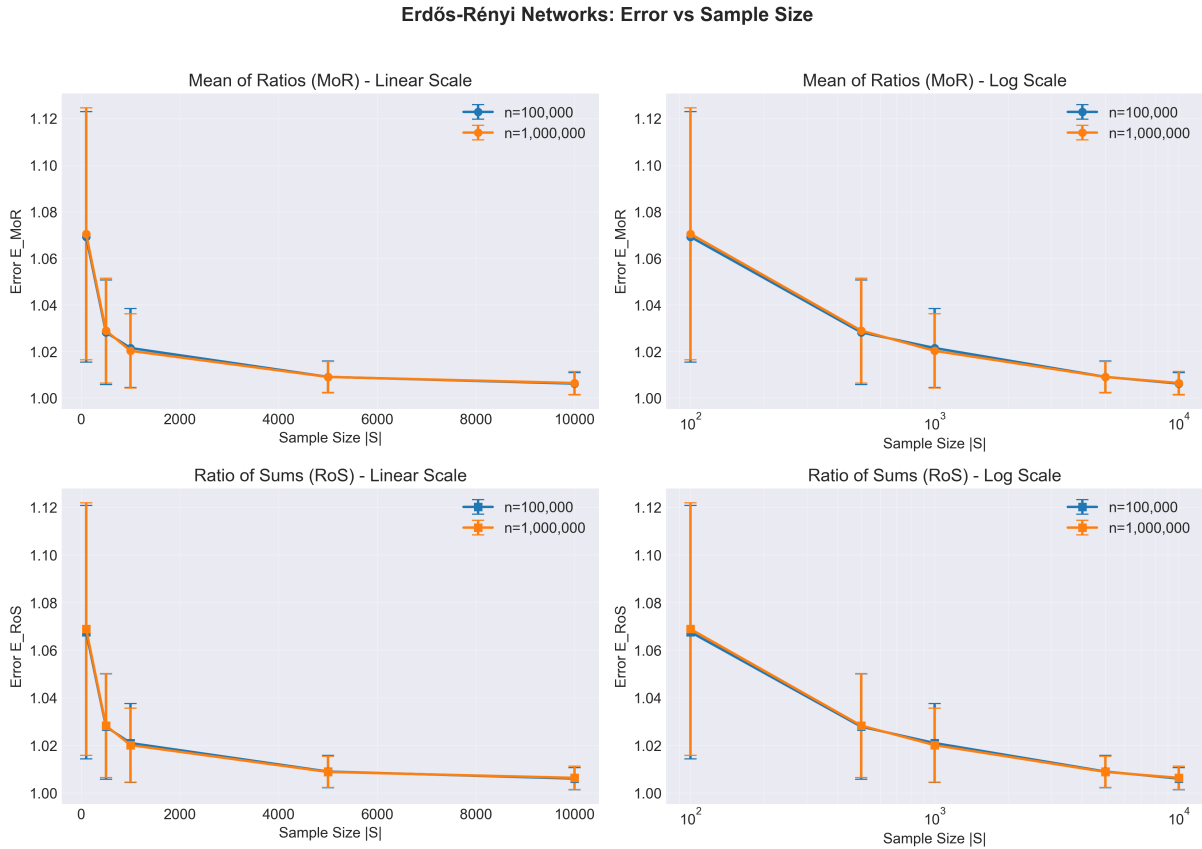 Erdős-Rényi Networks: Error vs Sample Size
Mean of Ratios (MoR) - Linear Scale
n=100,000
n=1,000,000
Error E_MoR
1.12
1.10
1.08
1.06
1.04
1.02
1.00
0 2000 4000 6000 8000 10000
Sample Size |S|
Mean of Ratios (MoR) - Log Scale
n=100,000
n=1,000,000
Error E_MoR
1.12
1.10
1.08
1.06
1.04
1.02
1.00
10² 10³ 10⁴
Sample Size |S|
Ratio of Sums (RoS) - Linear Scale
n=100,000
n=1,000,000
Error E_RoS
1.12
1.10
1.08
1.06
1.04
1.02
1.00
0 2000 4000 6000 8000 10000
Sample Size |S|
Ratio of Sums (RoS) - Log Scale
n=100,000
n=1,000,000
Error E_RoS
1.12
1.10
1.08
1.06
1.04
1.02
1.00
10² 10³ 10⁴
Sample Size |S|